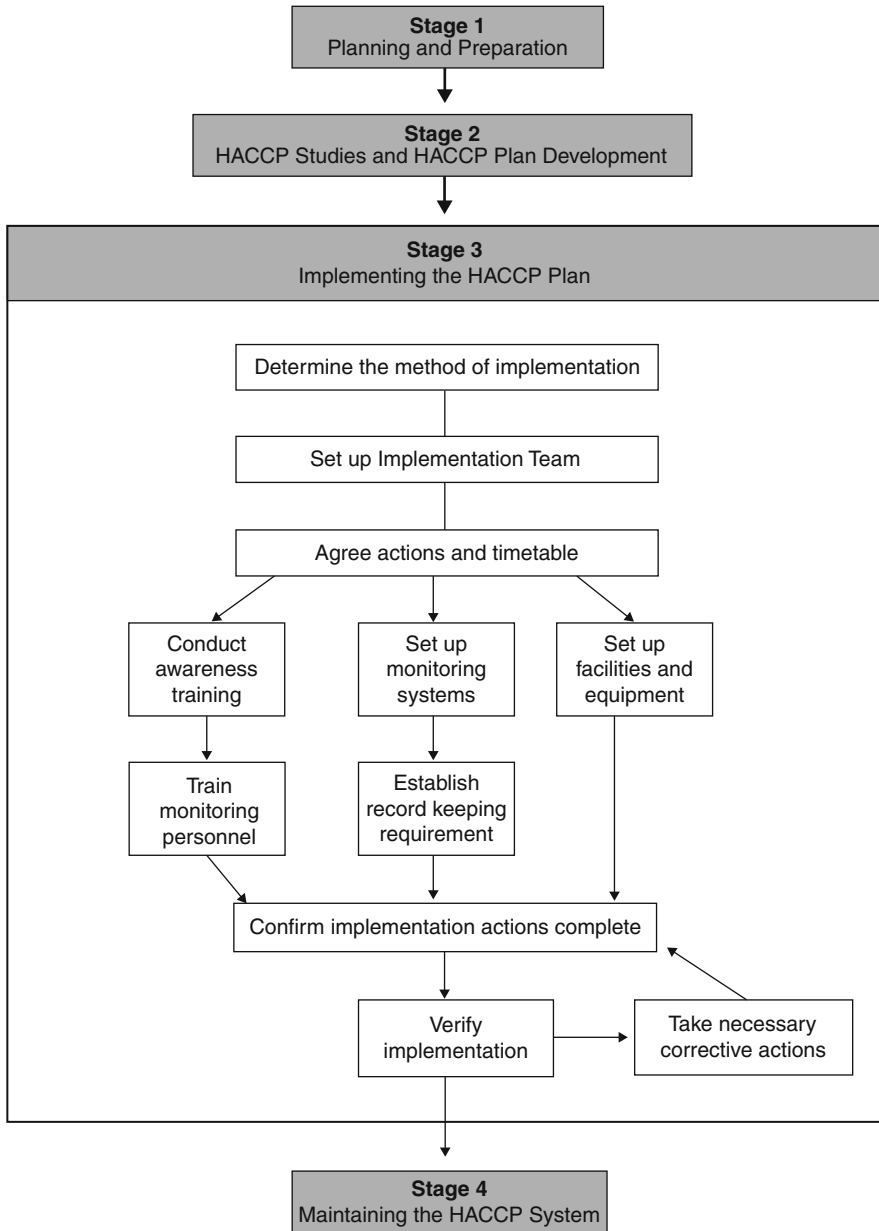 Stage 1
Planning and Preparation
Stage 2
HACCP Studies and HACCP Plan Development
Stage 3
Implementing the HACCP Plan
Determine the method of implementation
Set up Implementation Team
Agree actions and timetable
Conduct
awareness
training
Set up
monitoring
systems
Set up
facilities and
equipment
Train
monitoring
personnel
Establish
record keeping
requirement
Confirm implementation actions complete
Verify
implementation
Take necessary
corrective actions
Stage 4
Maintaining the HACCP System